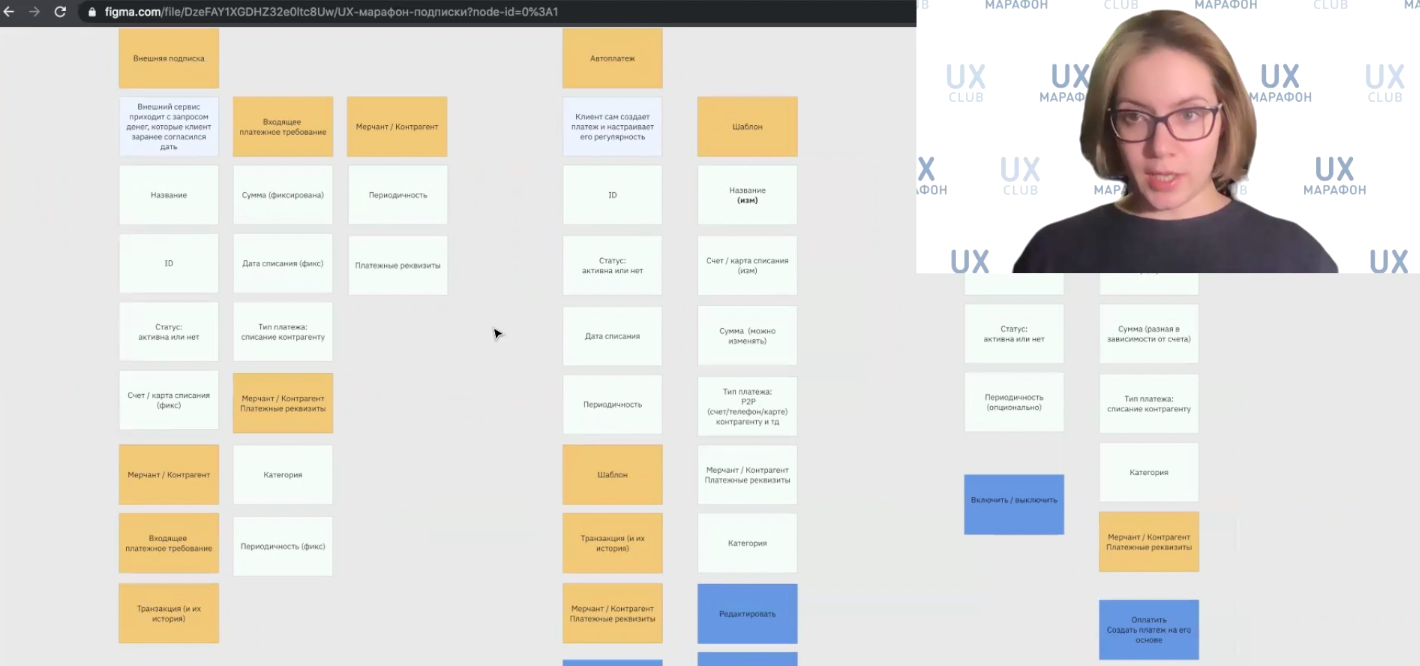 figma.com/file/DzeFAY1XGDHZ32e0ltc8Uw/UX-марафон-подписки?node-id=0%3A1
Внешняя подписка
Внешний сервис
приходит с запросом
денег, которые клиент
заранее согласился
дать
Входящее
платежное требование
Мерчант / Контрагент
Название
Сумма (фиксирована)
Периодичность
ID
Дата списания (фикс)
Платежные реквизиты
Статус:
активна или нет
Тип платежа:
списание контрагенту
Счет / карта списания
(фикс)
Мерчант / Контрагент
Платежные реквизиты
Мерчант / Контрагент
Категория
Входящее
платежное требование
Периодичность (фикс)
Транзакция (и их
история)
Автоплатеж
Клиент сам создает
платеж и настраивает
его регулярность
Шаблон
ID
Название
(изм)
Статус:
активна или нет
Счет / карта списания
(изм)
Дата списания
Сумма (можно
изменять)
Периодичность
Тип платежа:
P2P
(счет/телефон/карте)
контрагенту и тд
Шаблон
Мерчант / Контрагент
Платежные реквизиты
Транзакция (и их
история)
Категория
Мерчант / Контрагент
Платежные реквизиты
Редактировать
Статус:
активна или нет
Сумма (разная в
зависимости от счета)
Периодичность
(опционально)
Тип платежа:
списание контрагенту
Категория
Включить / выключить
Мерчант / Контрагент
Платежные реквизиты
Оплатить
Создать платеж на его
основе
МАРАФОН
CLUB
МАРАФОН
CLUB
UX
CLUB
UX
МАРАФ
UX
МАРАФОН
UX
CLUB
UX
CLUB
UX
МАРАФОН
UX
UX